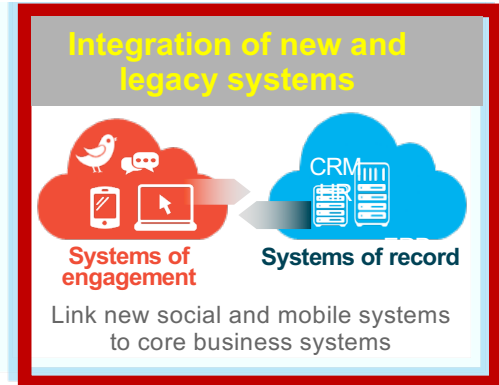 Integration of new and
legacy systems
CRM
HR
ERP
Systems of
engagement
Systems of record
Link new social and mobile systems
to core business systems